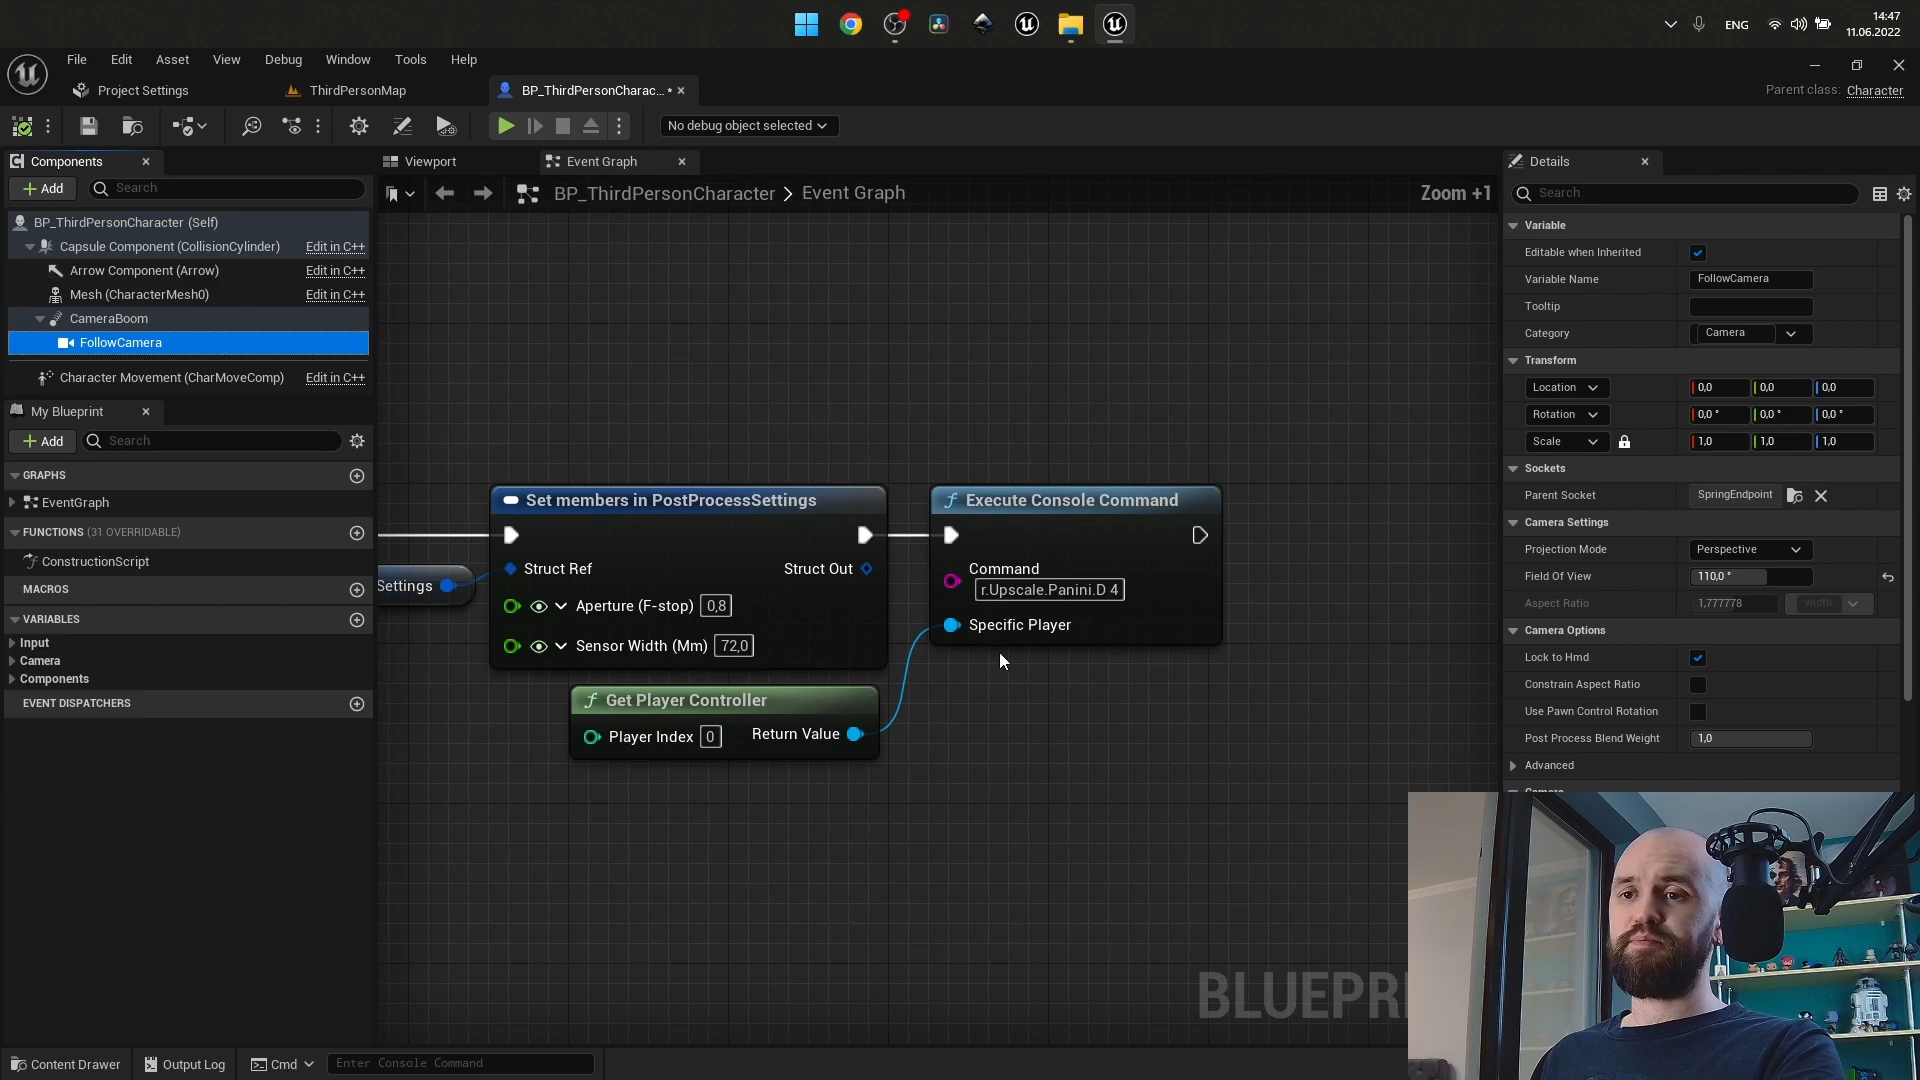 14:47
ENG
11.06.2022
File Edit Asset View Debug Window Tools Help
Project Settings
ThirdPersonMap
BP_ThirdPersonCharac... •
Parent class: Character
No debug object selected
Components
Viewport
Event Graph
Details
Add
Search
BP_ThirdPersonCharacter > Event Graph
Zoom +1
Search
BP_ThirdPersonCharacter (Self)
Capsule Component (CollisionCylinder) Edit in C++
Arrow Component (Arrow) Edit in C++
Mesh (CharacterMesh0) Edit in C++
CameraBoom
FollowCamera
Character Movement (CharMoveComp) Edit in C++
My Blueprint
Add
Search
GRAPHS
EventGraph
FUNCTIONS (31 OVERRIDABLE)
ConstructionScript
MACROS
VARIABLES
Input
Camera
Components
EVENT DISPATCHERS
Settings
Set members in PostProcessSettings
Struct Ref
Struct Out
Aperture (F-stop) 0,8
Sensor Width (Mm) 72,0
Get Player Controller
Player Index 0
Return Value
Execute Console Command
Command
r.Upscale.Panini.D 4
Specific Player
BLUEPRI
Variable
Editable when Inherited
Variable Name FollowCamera
Tooltip
Category Camera
Transform
Location 0,0 0,0 0,0
Rotation 0,0 ° 0,0 ° 0,0 °
Scale 1,0 1,0 1,0
Sockets
Parent Socket SpringEndpoint
Camera Settings
Projection Mode Perspective
Field Of View 110,0 °
Aspect Ratio 1,777778 width
Camera Options
Lock to Hmd
Constrain Aspect Ratio
Use Pawn Control Rotation
Post Process Blend Weight 1,0
Advanced
Content Drawer
Output Log
Cmd
Enter Console Command